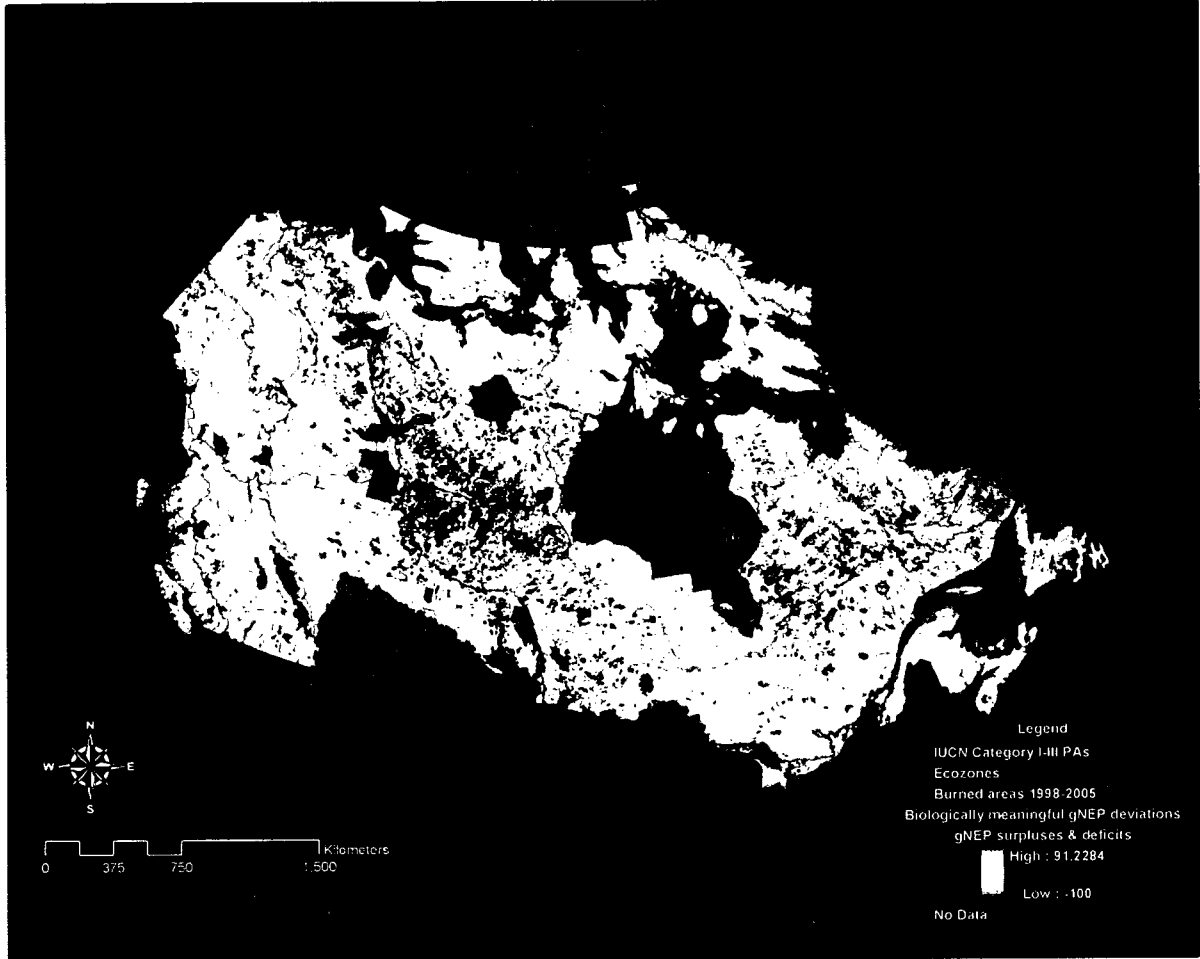 N
W E
S
Kilometers
0 375 750 1,500
Legend
IUCN Category I-III PAs
Ecozones
Burned areas 1998-2005
Biologically meaningful gNEP deviations
gNEP surpluses & deficits
High : 91.2284
Low : -100
No Data